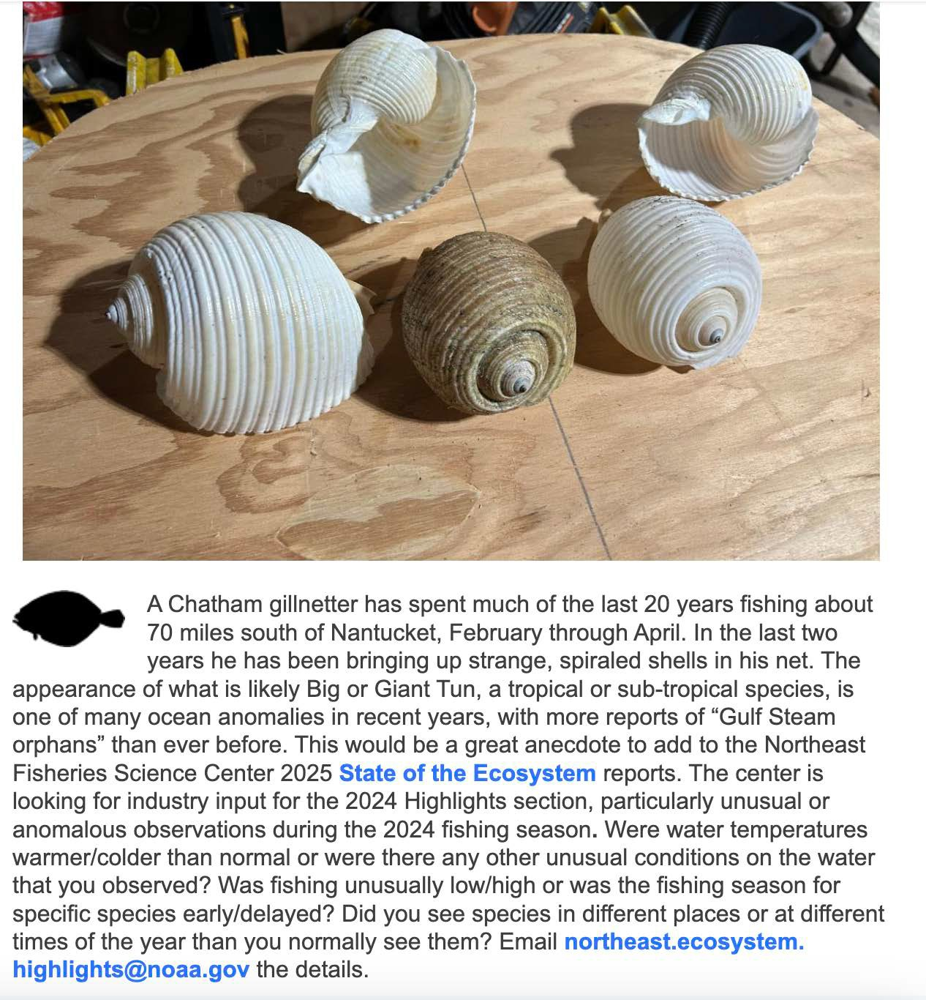 A Chatham gillnetter has spent much of the last 20 years fishing about
70 miles south of Nantucket, February through April. In the last two
years he has been bringing up strange, spiraled shells in his net. The
appearance of what is likely Big or Giant Tun, a tropical or sub-tropical species, is
one of many ocean anomalies in recent years, with more reports of “Gulf Steam
orphans” than ever before. This would be a great anecdote to add to the Northeast
Fisheries Science Center 2025 State of the Ecosystem reports. The center is
looking for industry input for the 2024 Highlights section, particularly unusual or
anomalous observations during the 2024 fishing season. Were water temperatures
warmer/colder than normal or were there any other unusual conditions on the water
that you observed? Was fishing unusually low/high or was the fishing season for
specific species early/delayed? Did you see species in different places or at different
times of the year than you normally see them? Email northeast.ecosystem.
highlights@noaa.gov the details.